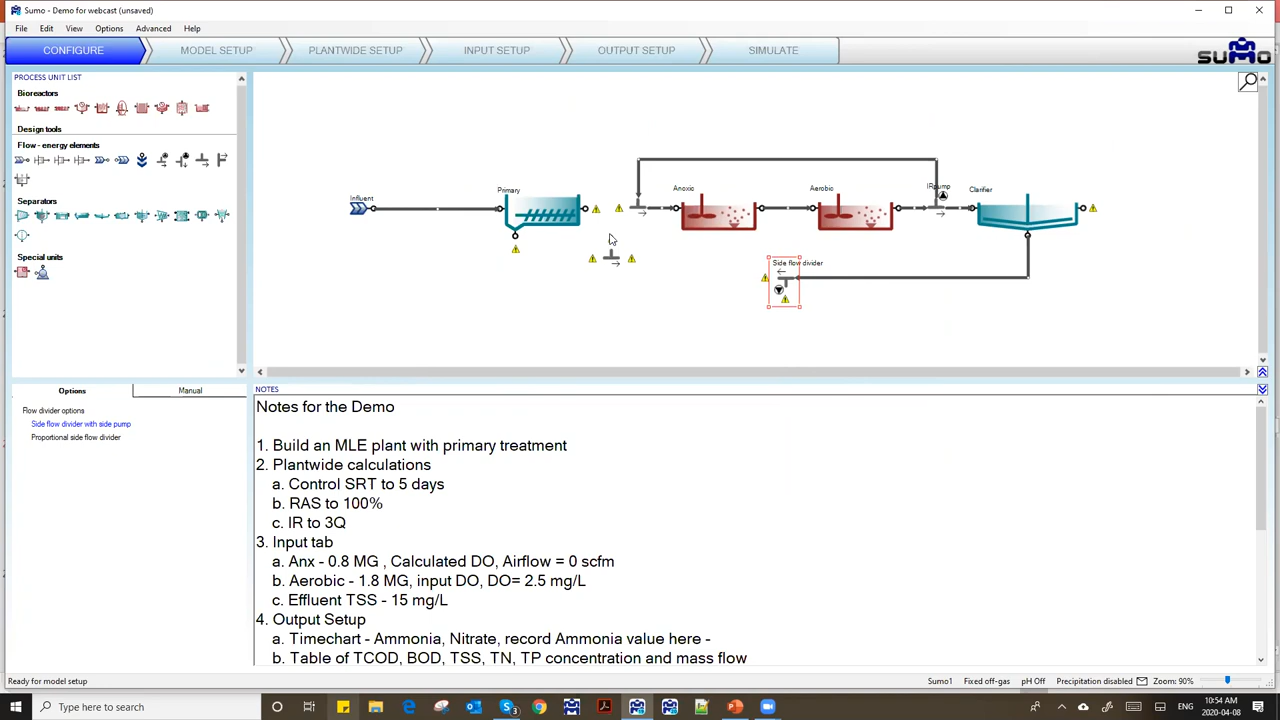 Sumo - Demo for webcast (unsaved)
File Edit View Options Advanced Help
CONFIGURE MODEL SETUP PLANTWIDE SETUP INPUT SETUP OUTPUT SETUP SIMULATE
sumo
PROCESS UNIT LIST
Bioreactors
Design tools
Flow - energy elements
Separators
Special units
Influent
Primary
Anoxic
Aerobic
IRpump
Clarifier
Side flow divider
Options Manual
Flow divider options
Side flow divider with side pump
Proportional side flow divider
NOTES
Notes for the Demo
1. Build an MLE plant with primary treatment
2. Plantwide calculations
a. Control SRT to 5 days
b. RAS to 100%
c. IR to 3Q
3. Input tab
a. Anx - 0.8 MG , Calculated DO, Airflow = 0 scfm
b. Aerobic - 1.8 MG, input DO, DO= 2.5 mg/L
c. Effluent TSS - 15 mg/L
4. Output Setup
a. Timechart - Ammonia, Nitrate, record Ammonia value here -
b. Table of TCOD, BOD, TSS, TN, TP concentration and mass flow
Ready for model setup
Sumo1 Fixed off-gas pH Off Precipitation disabled Zoom: 90%
Type here to search
ENG
10:54 AM
2020-04-08